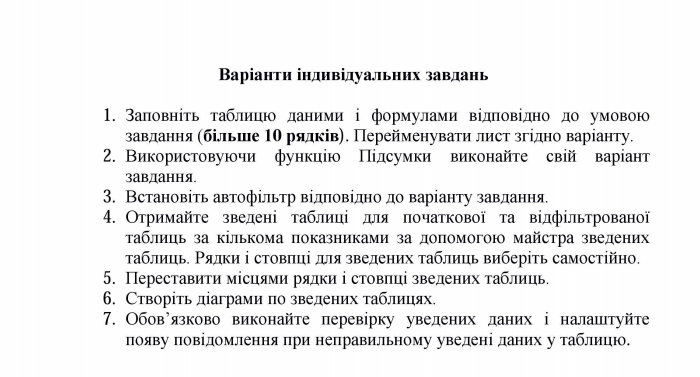 Варіанти індивідуальних завдань
1. Заповніть таблицю даними і формулами відповідно до умовою
завдання (більше 10 рядків). Перейменувати лист згідно варіанту.
2. Використовуючи функцію Підсумки виконайте свій варіант
завдання.
3. Встановіть автофільтр відповідно до варіанту завдання.
4. Отримайте зведені таблиці для початкової та відфільтрованої
таблиць за кількома показниками за допомогою майстра зведених
таблиць. Рядки і стовпці для зведених таблиць виберіть самостійно.
5. Переставити місцями рядки і стовпці зведених таблиць.
6. Створіть діаграми по зведених таблицях.
7. Обов’язково виконайте перевірку уведених даних і налаштуйте
появу повідомлення при неправильному уведені даних у таблицю.